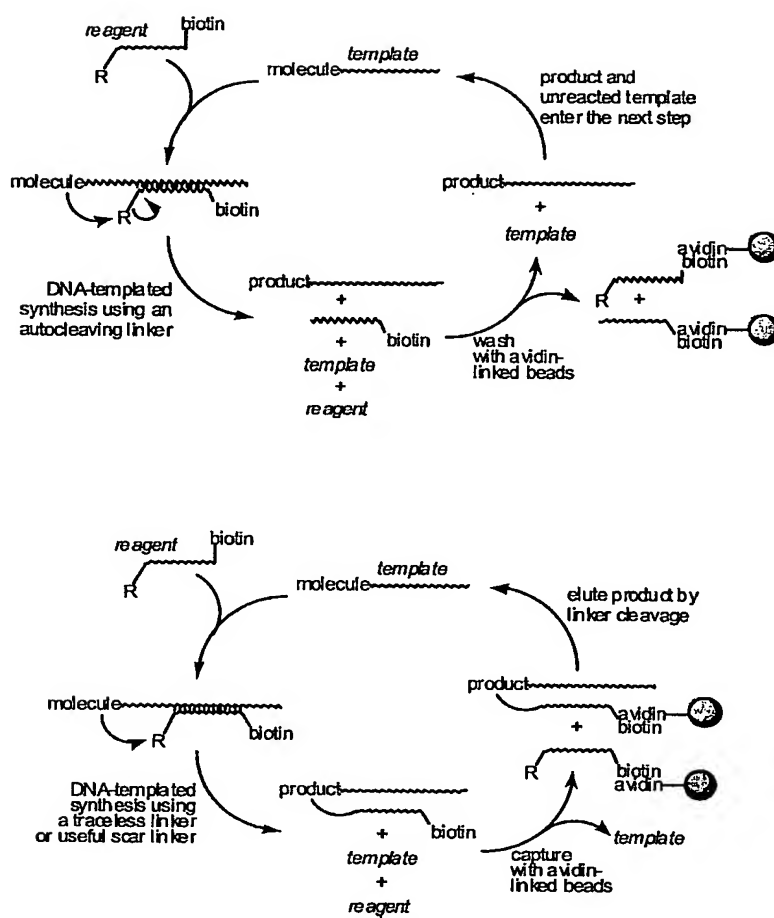 reagent
biotin
R
molecule
template
product and
unreacted template
enter the next step
molecule
R
biotin
DNA-templated
synthesis using an
autocleaving linker
product
+
biotin
+
template
+
reagent
wash
with avidin-
linked beads
product
+
template
avidin
biotin
R
+
avidin
biotin
reagent
biotin
R
molecule
template
elute product by
linker cleavage
molecule
R
biotin
DNA-templated
synthesis using
a traceless linker
or useful scar linker
product
+
biotin
template
+
reagent
capture
with avidin-
linked beads
product
avidin
biotin
+
R
biotin
avidin
template